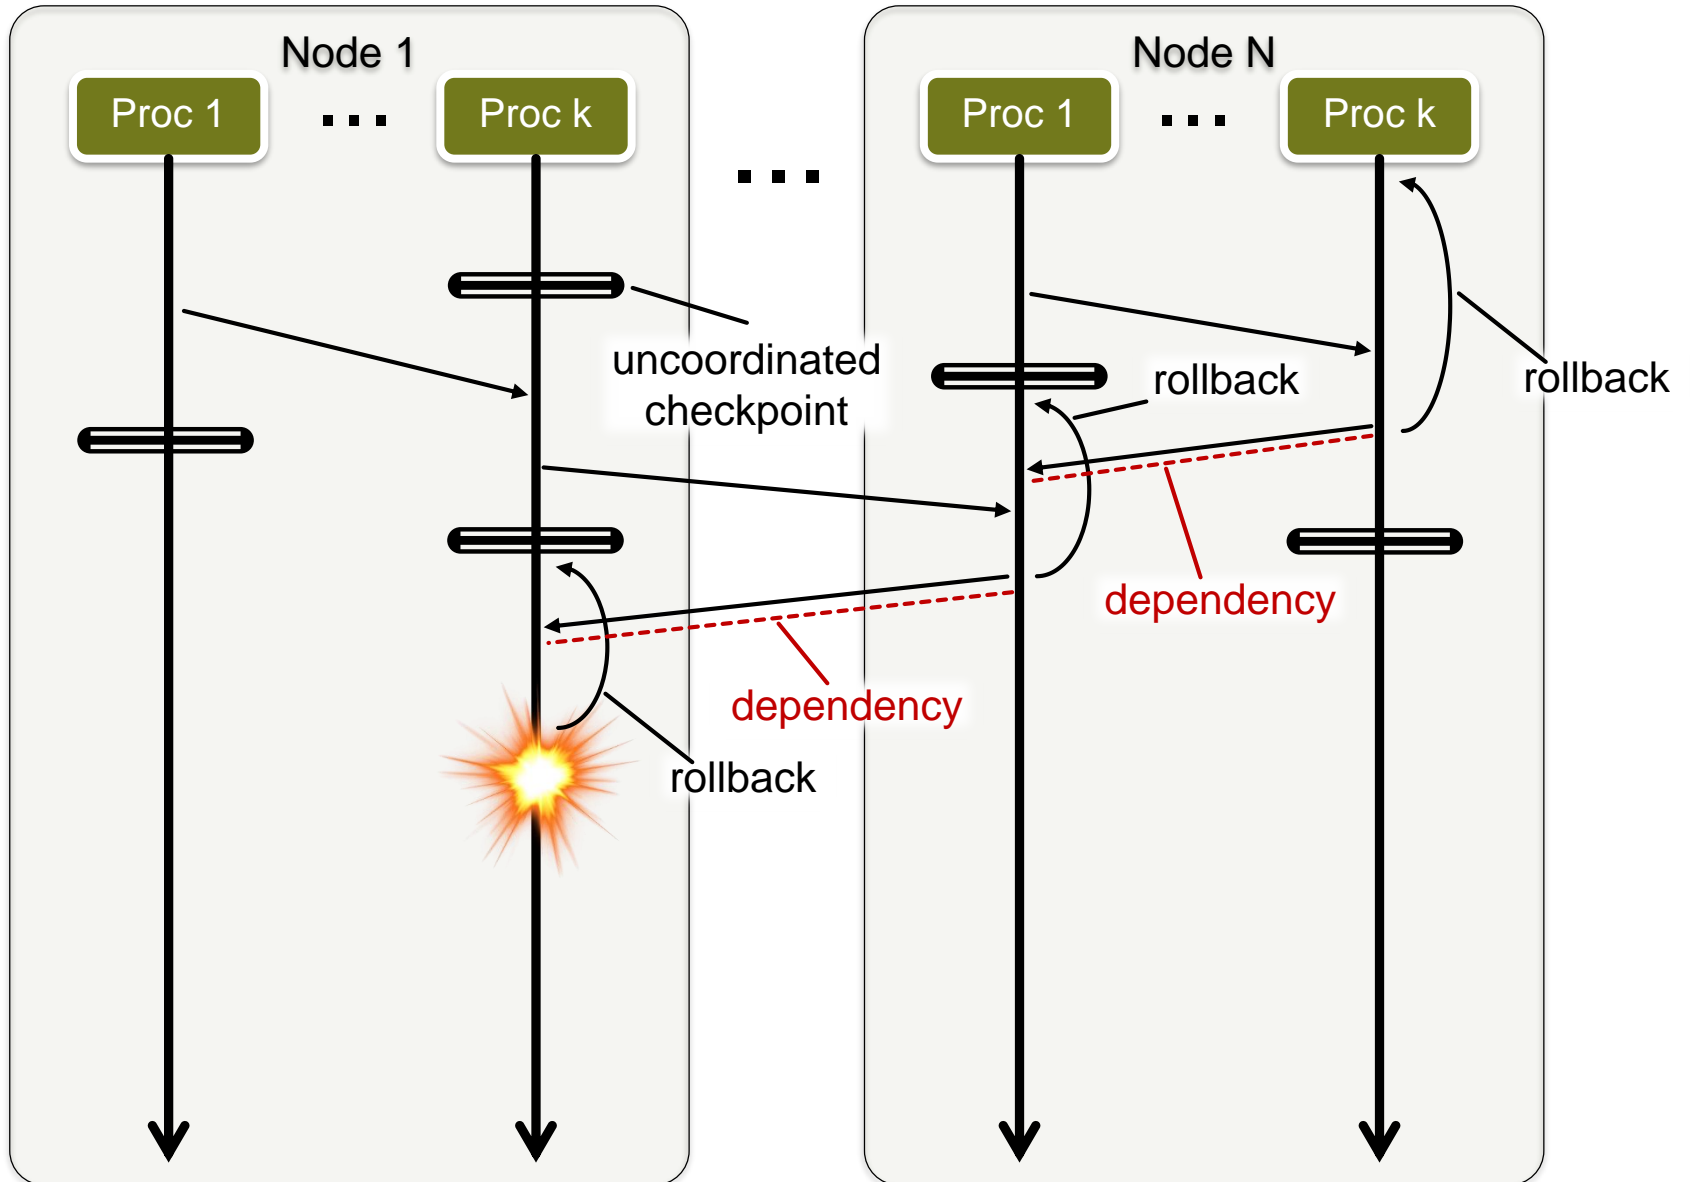 Node 1
Node N
Proc 1
...
Proc k
...
Proc 1
...
Proc k
uncoordinated
checkpoint
rollback
rollback
dependency
dependency
rollback